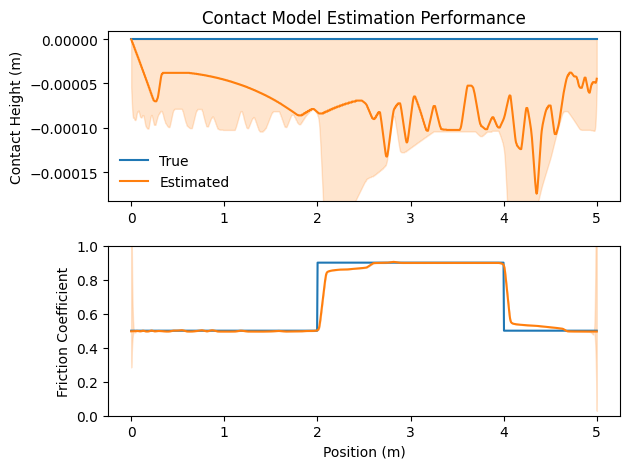 Contact Model Estimation Performance
Contact Height (m)
0.00000
−0.00005
−0.00010
−0.00015
True
Estimated
0 1 2 3 4 5
Friction Coefficient
1.0
0.8
0.6
0.4
0.2
0.0
0 1 2 3 4 5
Position (m)